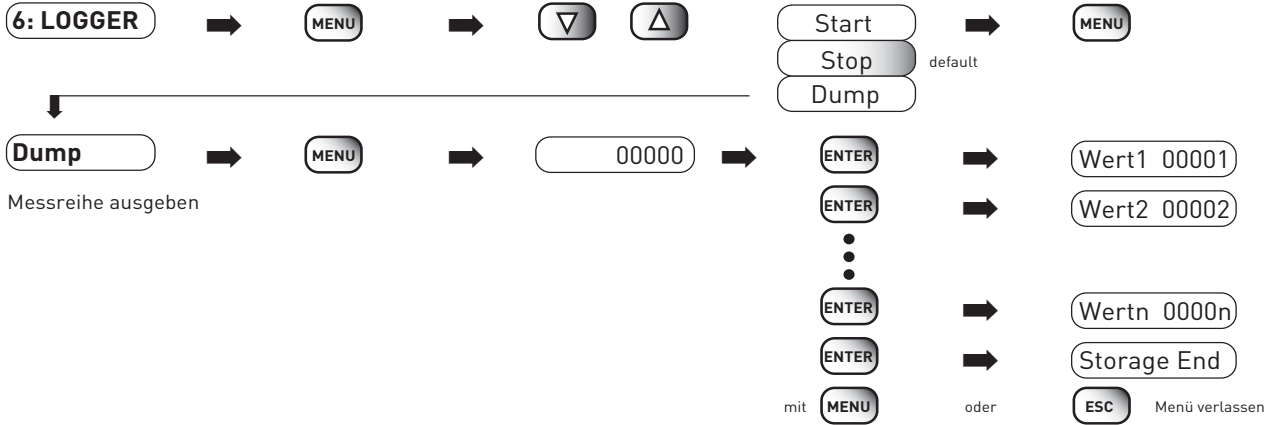 6: LOGGER MENU ▽ △ Start MENU
Stop default
Dump
Dump MENU 00000 ENTER Wert1 00001
Messreihe ausgeben ENTER Wert2 00002
ENTER Wertn 0000n
ENTER Storage End
mit MENU oder ESC Menü verlassen